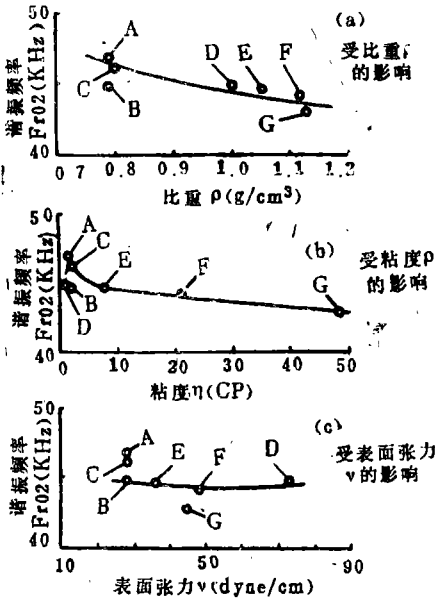 50
(a)
A
D E F
受比重ρ
的影响
C
B
G
谐振频率
Fr02(KHz)
40
0.7 0.8 0.9 1.0 1.1 1.2
比重 ρ(g/cm³)
50
A
C
(b)
E
F
G
受粘度ρ
的影响
B
D
谐振频率
Fr02(KHz)
40
0 10 20 30 40 50
粘度η(CP)
50
(c)
A
C
E F D
受表面张力
ν的影响
B
G
谐振频率
Fr02(KHz)
40
10 50 90
表面张力ν(dyne/cm)